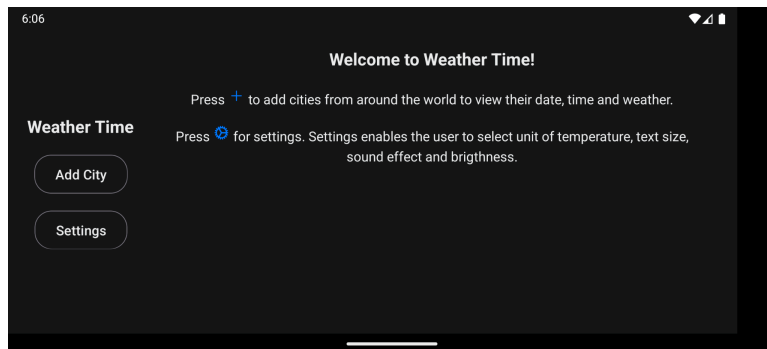 6:06
Welcome to Weather Time!
Press + to add cities from around the world to view their date, time and weather.
Weather Time
Press for settings. Settings enables the user to select unit of temperature, text size,
sound effect and brigthness.
Add City
Settings